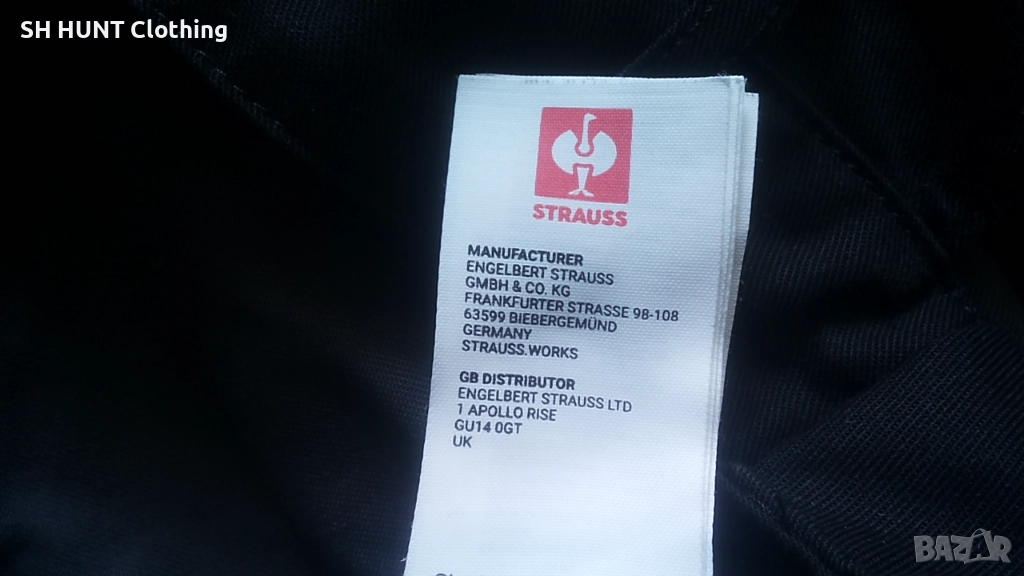 SH HUNT Clothing
STRAUSS
MANUFACTURER
ENGELBERT STRAUSS
GMBH & CO. KG
FRANKFURTER STRASSE 98-108
63599 BIEBERGEMÜND
GERMANY
STRAUSS.WORKS
GB DISTRIBUTOR
ENGELBERT STRAUSS LTD
1 APOLLO RISE
GU14 0GT
UK
BAZAR